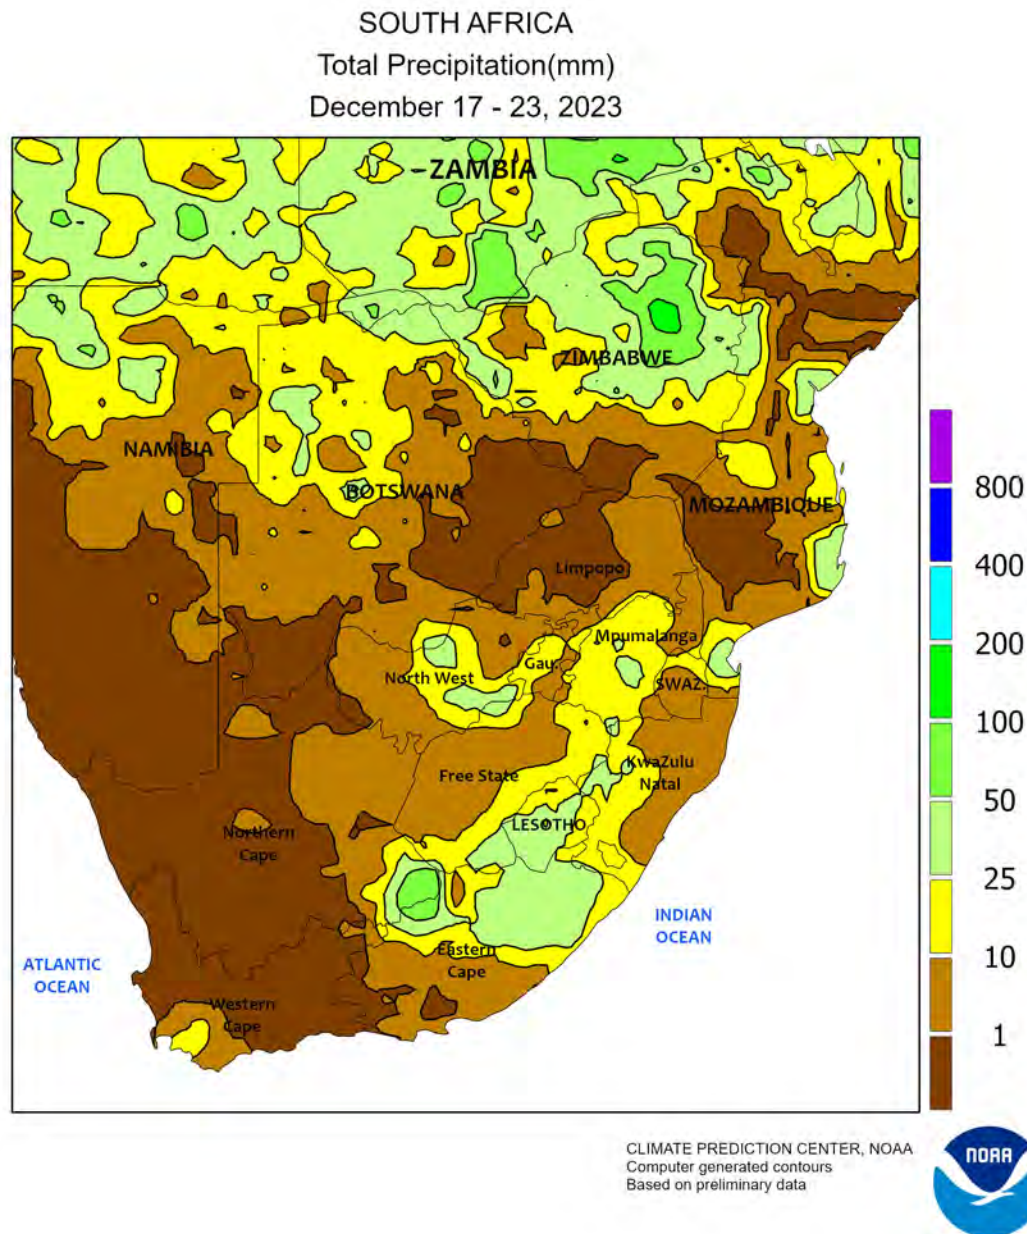 SOUTH AFRICA
Total Precipitation(mm)
December 17 - 23, 2023
ZAMBIA
ZIMBABWE
NAMIBIA
BOTSWANA
MOZAMBIQUE
Limpopo
Mpumalanga
Gau.
North West
SWAZ.
Free State
KwaZulu
Natal
LESOTHO
Northern
Cape
Eastern
Cape
Western
Cape
INDIAN
OCEAN
ATLANTIC
OCEAN
800
400
200
100
50
25
10
1
CLIMATE PREDICTION CENTER, NOAA
Computer generated contours
Based on preliminary data
NOAA